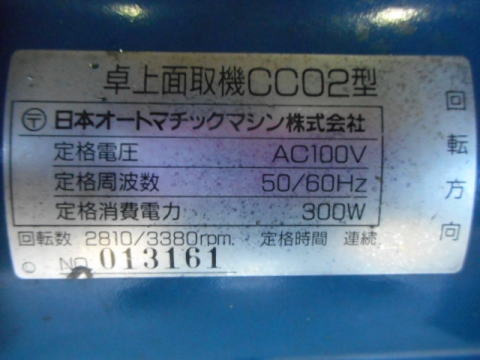 卓上面取機CC02型
〒 日本オートマチックマシン株式会社
定格電圧 AC100V
定格周波数 50/60Hz
定格消費電力 300W
回転数 2810/3380rpm. 定格時間 連続
NO. 013161
回転方向